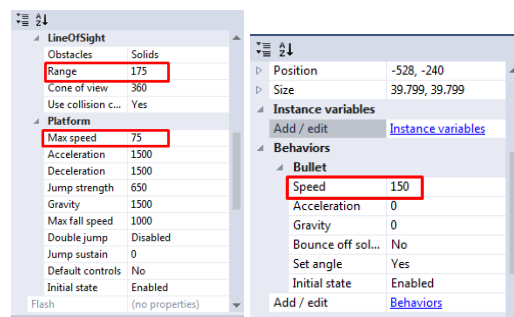 LineOfSight
Obstacles Solids
Range 175
Cone of view 360
Use collision c... Yes
Platform
Max speed 75
Acceleration 1500
Deceleration 1500
Jump strength 650
Gravity 1500
Max fall speed 1000
Double jump Disabled
Jump sustain 0
Default controls No
Initial state Enabled
Flash (no properties)
Position -528, -240
Size 39.799, 39.799
Instance variables
Add / edit Instance variables
Behaviors
Bullet
Speed 150
Acceleration 0
Gravity 0
Bounce off sol... No
Set angle Yes
Initial state Enabled
Add / edit Behaviors